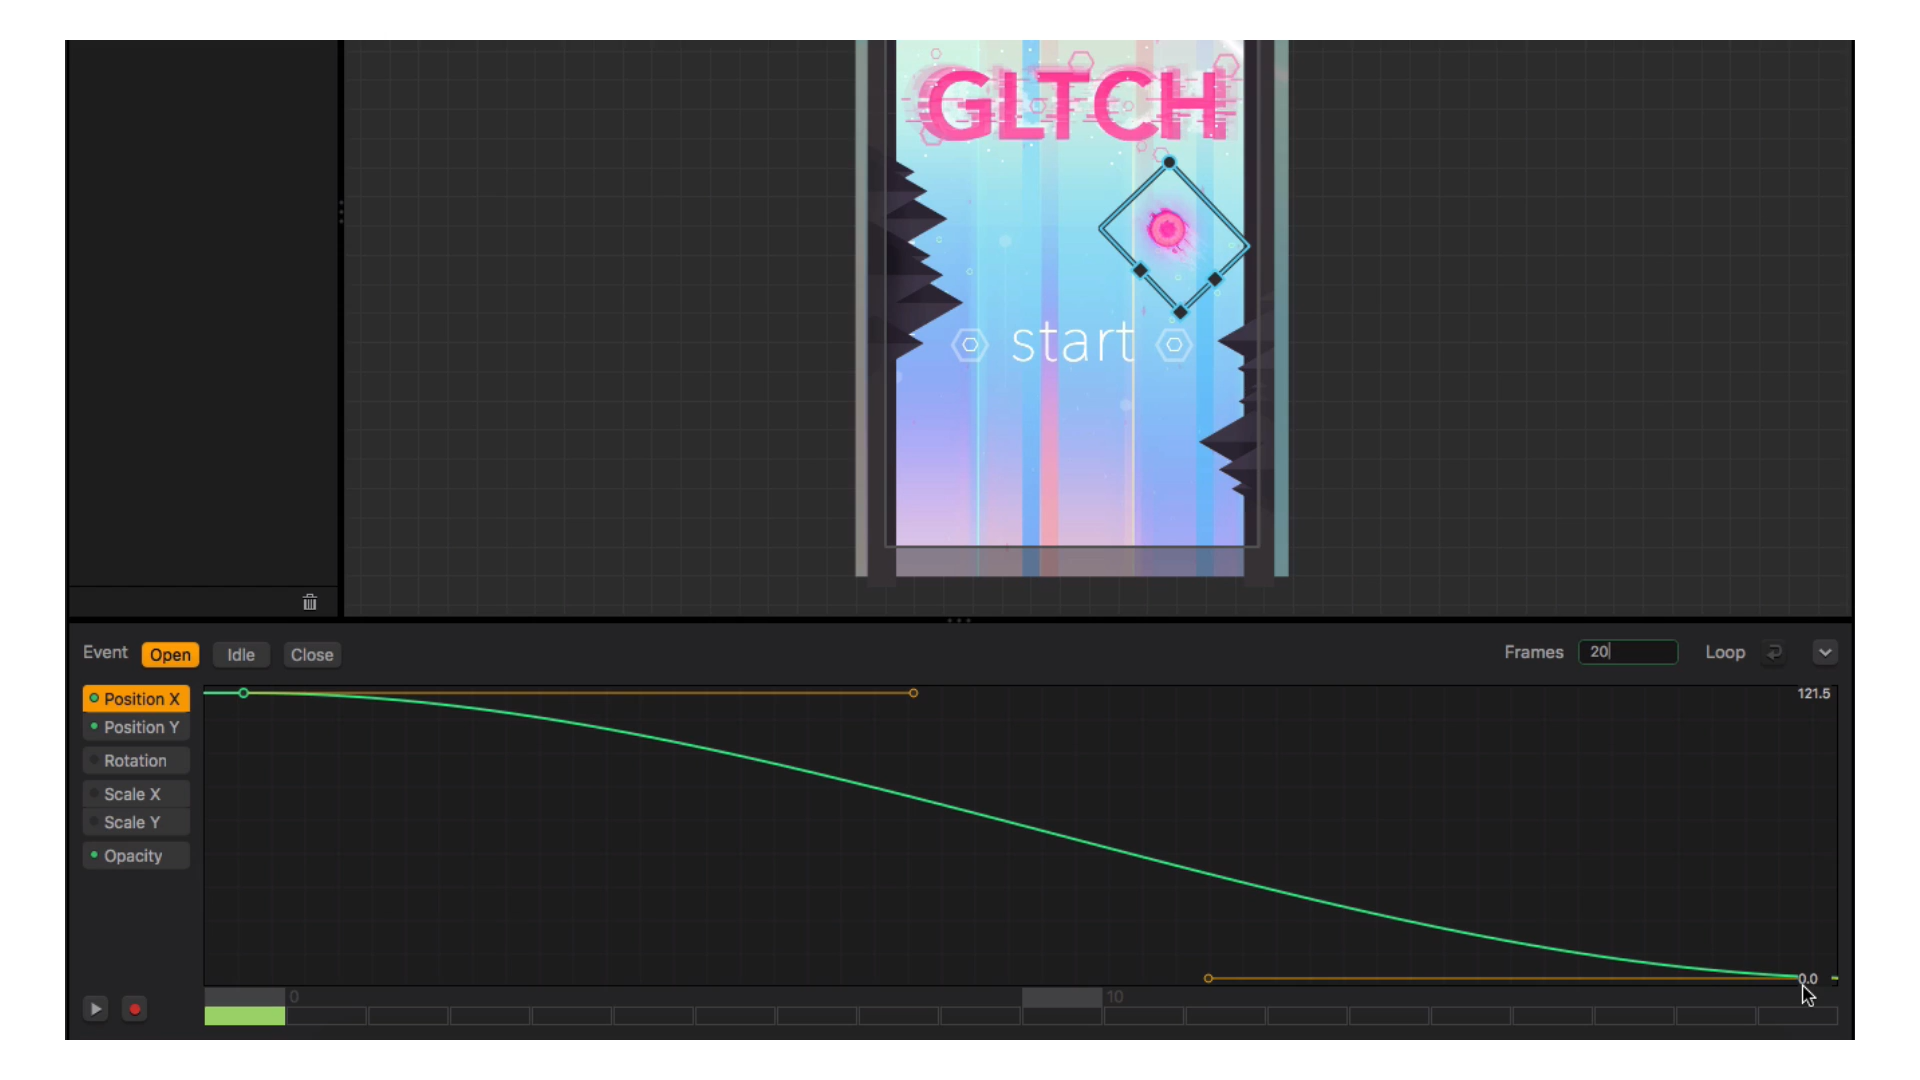 GLTCH
start
Event Open Idle Close Frames 20 Loop
Position X 121.5
Position Y
Rotation
Scale X
Scale Y
Opacity
0.0
0 10